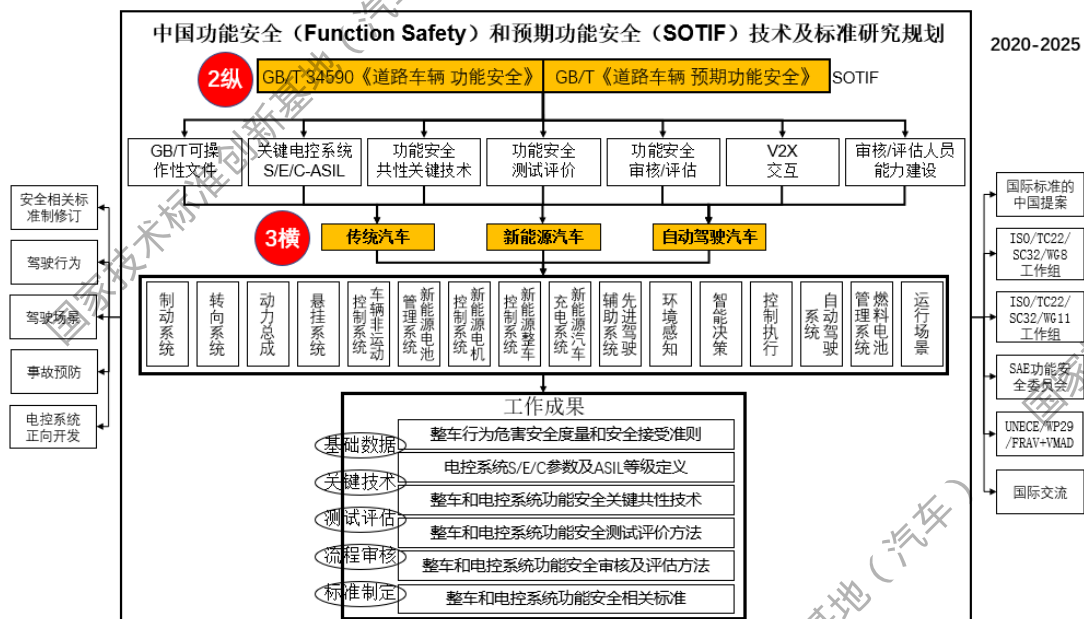 中国功能安全（Function Safety）和预期功能安全（SOTIF）技术及标准研究规划
2020-2025
2纵
GB/T 34590《道路车辆 功能安全》
GB/T《道路车辆 预期功能安全》
SOTIF
GB/T可操
作性文件
关键电控系统
S/E/C-ASIL
功能安全
共性关键技术
功能安全
测试评价
功能安全
审核/评估
V2X
交互
审核/评估人员
能力建设
3横
传统汽车
新能源汽车
自动驾驶汽车
安全相关标
准制修订
驾驶行为
驾驶场景
事故预防
电控系统
正向开发
制动系统
转向系统
动力总成
悬挂系统
车辆非运动
控制系统
新能源电池
管理系统
新能源电机
控制系统
新能源整车
控制系统
新能源汽车
充电系统
先进驾驶
辅助系统
环境感知
智能决策
控制执行
自动驾驶
系统
燃料电池
管理系统
运行场景
国际标准的
中国提案
ISO/TC22/
SC32/WG8
工作组
ISO/TC22/
SC32/WG11
工作组
SAE功能安
全委员会
UNECE/WP29
/FRAV+VMAD
国际交流
工作成果
基础数据
关键技术
测试评估
流程审核
标准制定
整车行为危害安全度量和安全接受准则
电控系统S/E/C参数及ASIL等级定义
整车和电控系统功能安全关键共性技术
整车和电控系统功能安全测试评价方法
整车和电控系统功能安全审核及评估方法
整车和电控系统功能安全相关标准
国家技术标准创新基地（汽车
国家
基地（汽车）